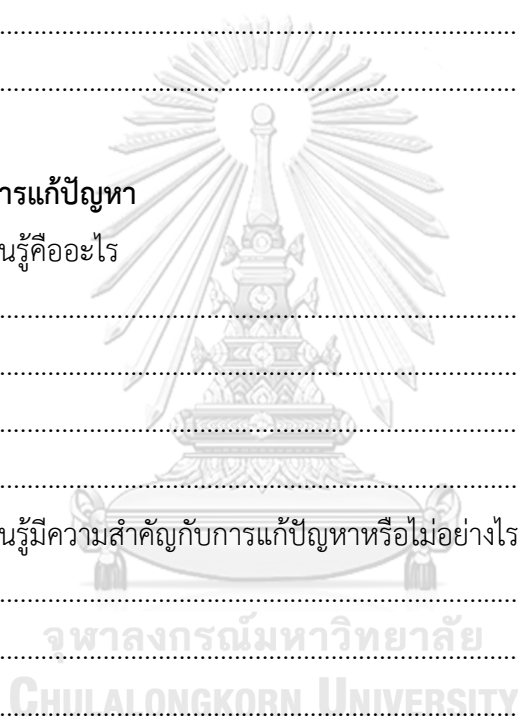 ................................................................
................................................................
ารแก้ปัญหา
นรู้คืออะไร
................................................................
................................................................
................................................................
................................................................
นรู้มีความสำคัญกับการแก้ปัญหาหรือไม่อย่างไร
................................................................
จุฬาลงกรณ์มหาวิทยาลัย
................................................................
CHULALONGKORN UNIVERSITY
................................................................